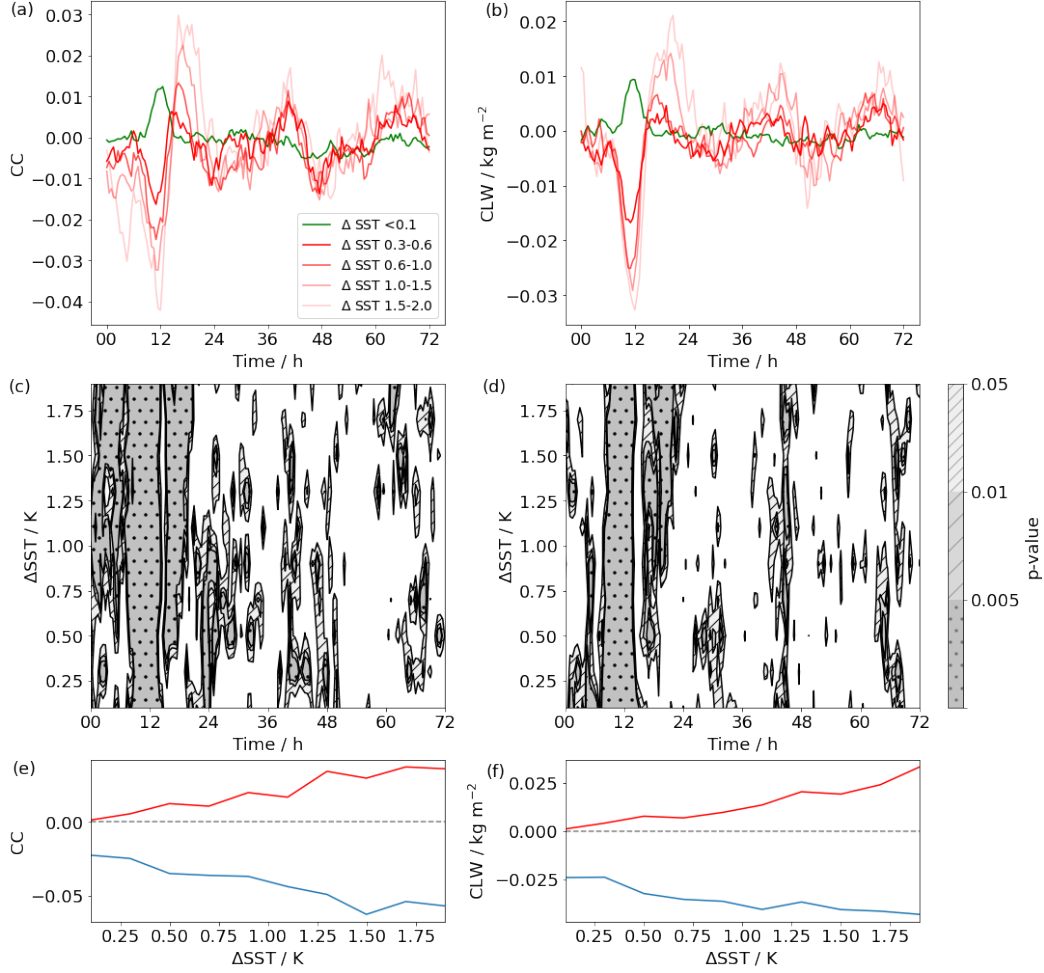 (a)
0.03
0.02
0.01
0.00
−0.01
−0.02
−0.03
−0.04
CC
Δ SST <0.1
Δ SST 0.3-0.6
Δ SST 0.6-1.0
Δ SST 1.0-1.5
Δ SST 1.5-2.0
00 12 24 36 48 60 72
Time / h
(b)
0.02
0.01
0.00
−0.01
−0.02
−0.03
CLW / kg m⁻²
00 12 24 36 48 60 72
Time / h
(c)
1.75
1.50
1.25
1.00
0.75
0.50
0.25
ΔSST / K
00 12 24 36 48 60 72
Time / h
(d)
1.75
1.50
1.25
1.00
0.75
0.50
0.25
ΔSST / K
00 12 24 36 48 60 72
Time / h
0.05
0.01
0.005
p-value
(e)
0.00
−0.05
CC
0.25 0.50 0.75 1.00 1.25 1.50 1.75
ΔSST / K
(f)
0.025
0.000
−0.025
CLW / kg m⁻²
0.25 0.50 0.75 1.00 1.25 1.50 1.75
ΔSST / K